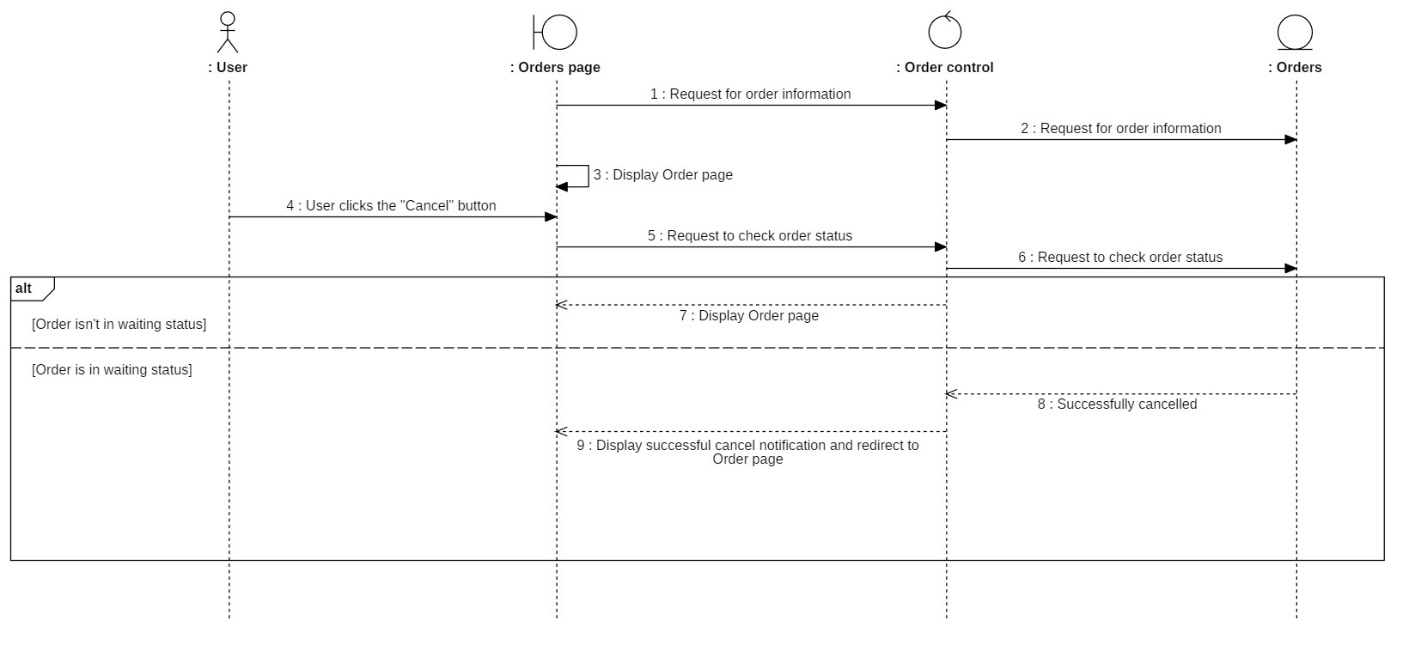 : User
: Orders page
: Order control
: Orders
1 : Request for order information
2 : Request for order information
3 : Display Order page
4 : User clicks the "Cancel" button
5 : Request to check order status
6 : Request to check order status
alt
7 : Display Order page
[Order isn't in waiting status]
[Order is in waiting status]
8 : Successfully cancelled
9 : Display successful cancel notification and redirect to
Order page